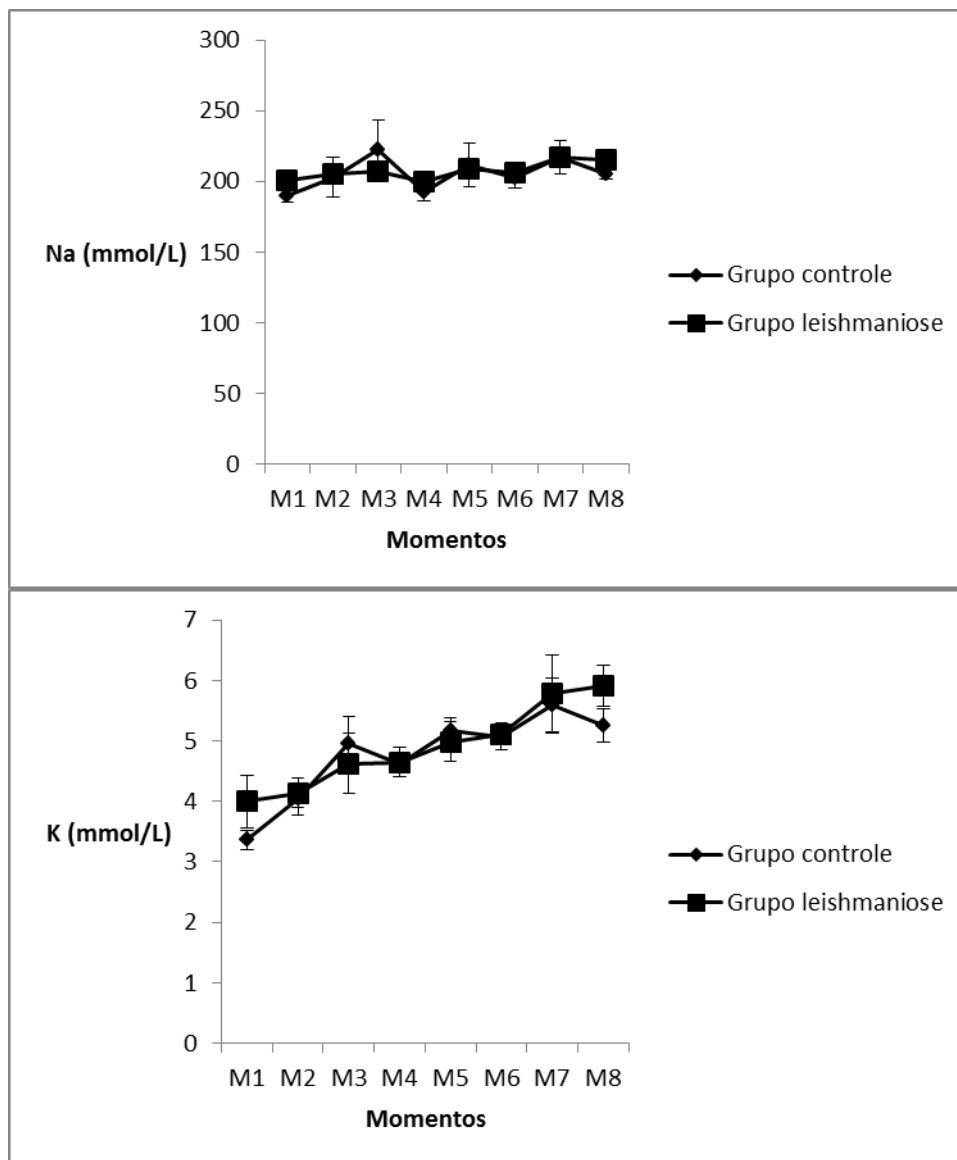 300
250
200
150
100
50
0
Na (mmol/L)
M1 M2 M3 M4 M5 M6 M7 M8
Momentos
Grupo controle
Grupo leishmaniose
7
6
5
4
3
2
1
0
K (mmol/L)
M1 M2 M3 M4 M5 M6 M7 M8
Momentos
Grupo controle
Grupo leishmaniose